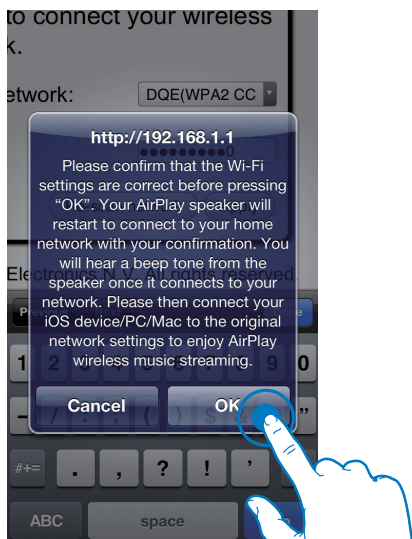 to connect your wireless
k.
etwork:
DQE(WPA2 CC
http://192.168.1.1
0
Please confirm that the Wi-Fi
settings are correct before pressing
“OK”. Your AirPlay speaker will
restart to connect to your home
network with your confirmation. You
will hear a beep tone from the
speaker once it connects to your
network. Please then connect your
iOS device/PC/Mac to the original
network settings to enjoy AirPlay
wireless music streaming.
Electronics N.V. All rights reserved.
Previous
1 2 9 0
Cancel
OK
- / : ( ) $ ”
#+= . , ? ! ’
ABC
space